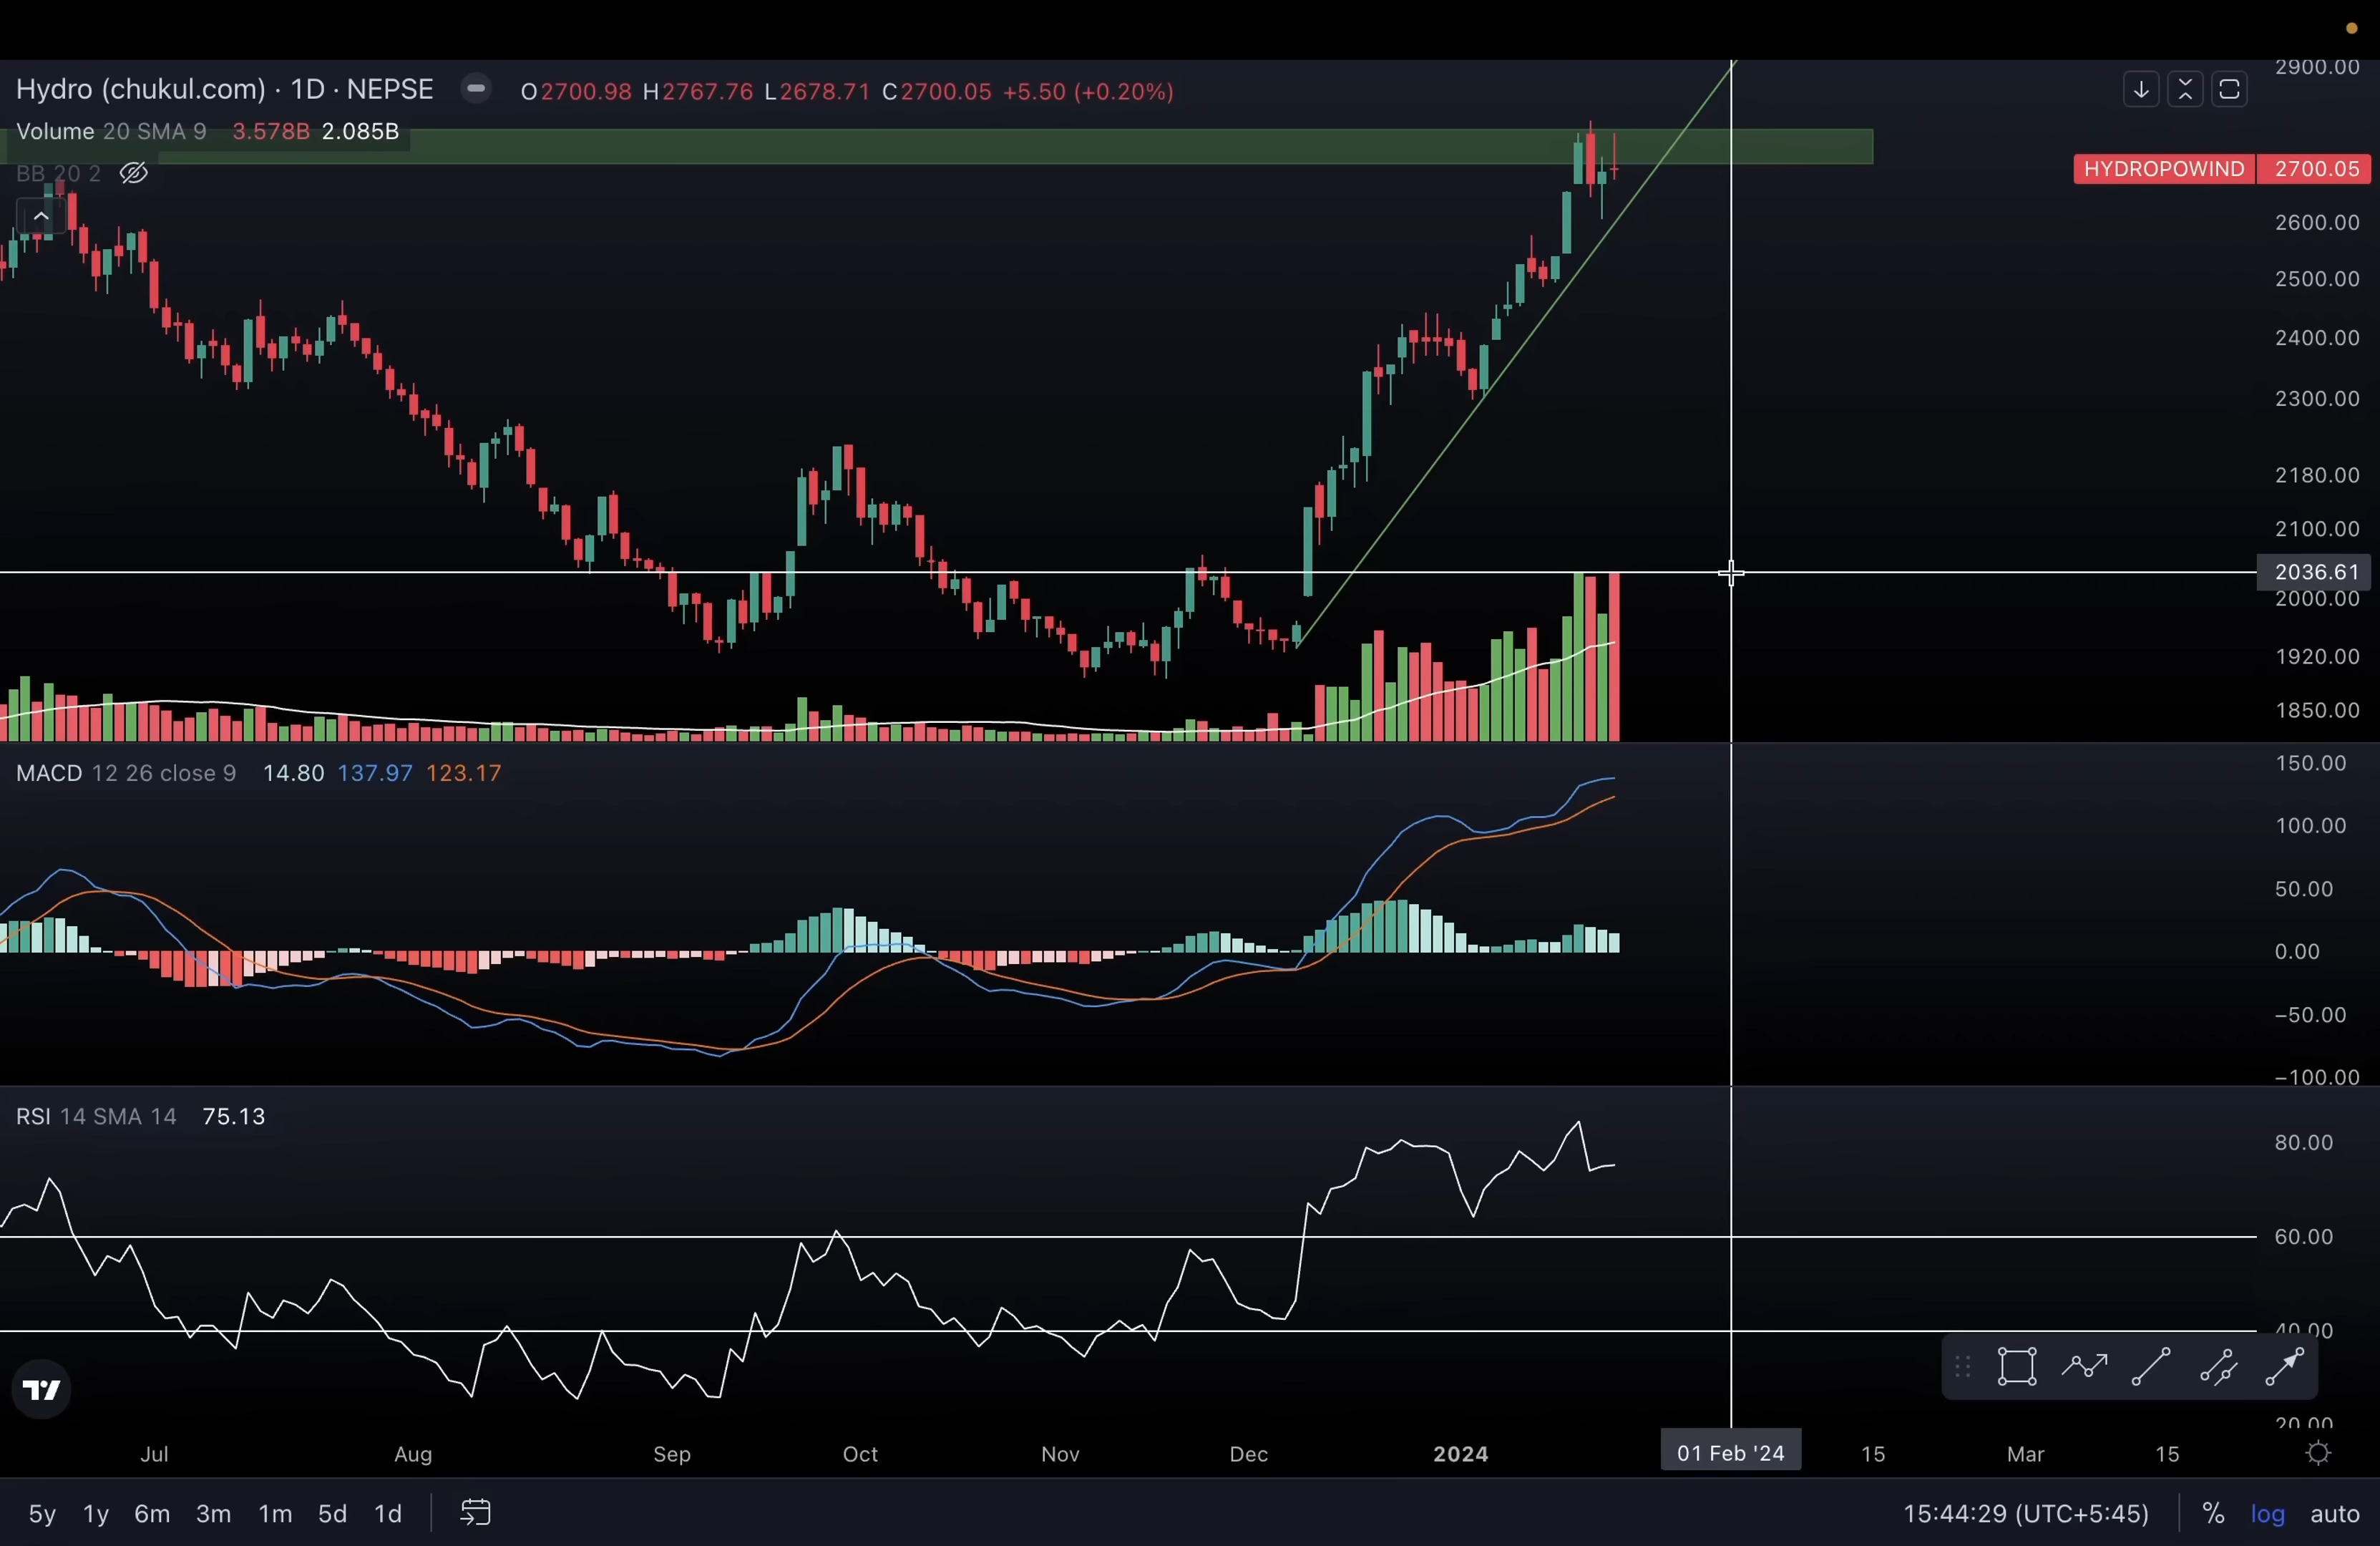 Hydro (chukul.com) · 1D · NEPSE O2700.98 H2767.76 L2678.71 C2700.05 +5.50 (+0.20%)
Volume 20 SMA 9 3.578B 2.085B
BB 20 2
2900.00
HYDROPOWIND 2700.05
2600.00
2500.00
2400.00
2300.00
2180.00
2100.00
2036.61
2000.00
1920.00
1850.00
MACD 12 26 close 9 14.80 137.97 123.17
150.00
100.00
50.00
0.00
−50.00
−100.00
RSI 14 SMA 14 75.13
80.00
60.00
40.00
20.00
Jul Aug Sep Oct Nov Dec 2024 01 Feb '24 15 Mar 15
5y 1y 6m 3m 1m 5d 1d 15:44:29 (UTC+5:45) % log auto